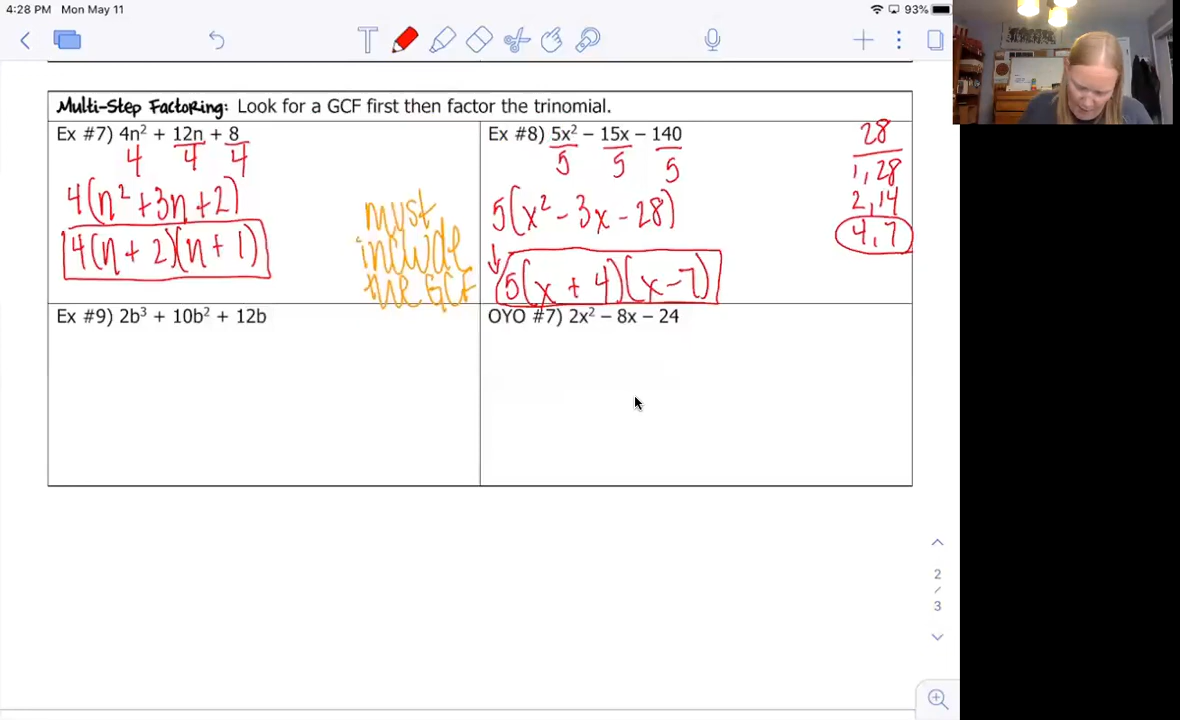 4:28 PM Mon May 11
93%
T
Multi-Step Factoring: Look for a GCF first then factor the trinomial.
Ex #7) 4n² + 12n + 8
4 4 4
4(n² + 3n + 2)
4(n + 2)(n + 1)
must
include
the GCF
Ex #8) 5x² – 15x – 140
5 5 5
5(x² – 3x – 28)
5(x + 4)(x – 7)
28
1, 28
2, 14
4, 7
Ex #9) 2b³ + 10b² + 12b
OYO #7) 2x² – 8x – 24
2
/
3